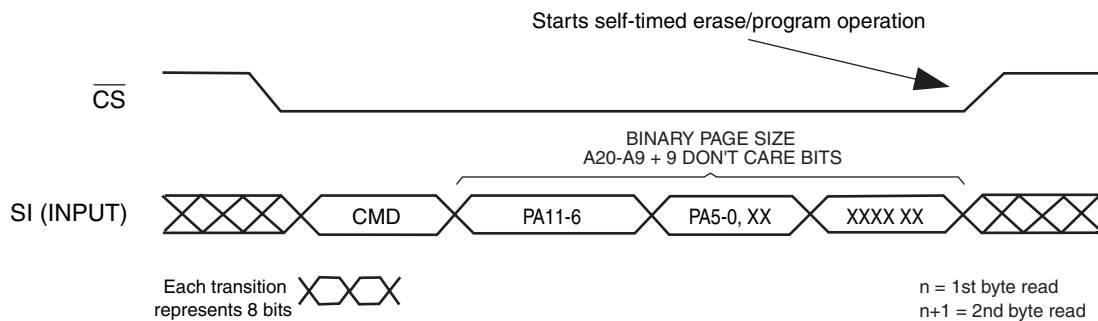 Starts self-timed erase/program operation
CS
BINARY PAGE SIZE
A20-A9 + 9 DON'T CARE BITS
SI (INPUT)
CMD
PA11-6
PA5-0, XX
XXXX XX
Each transition
represents 8 bits
n = 1st byte read
n+1 = 2nd byte read